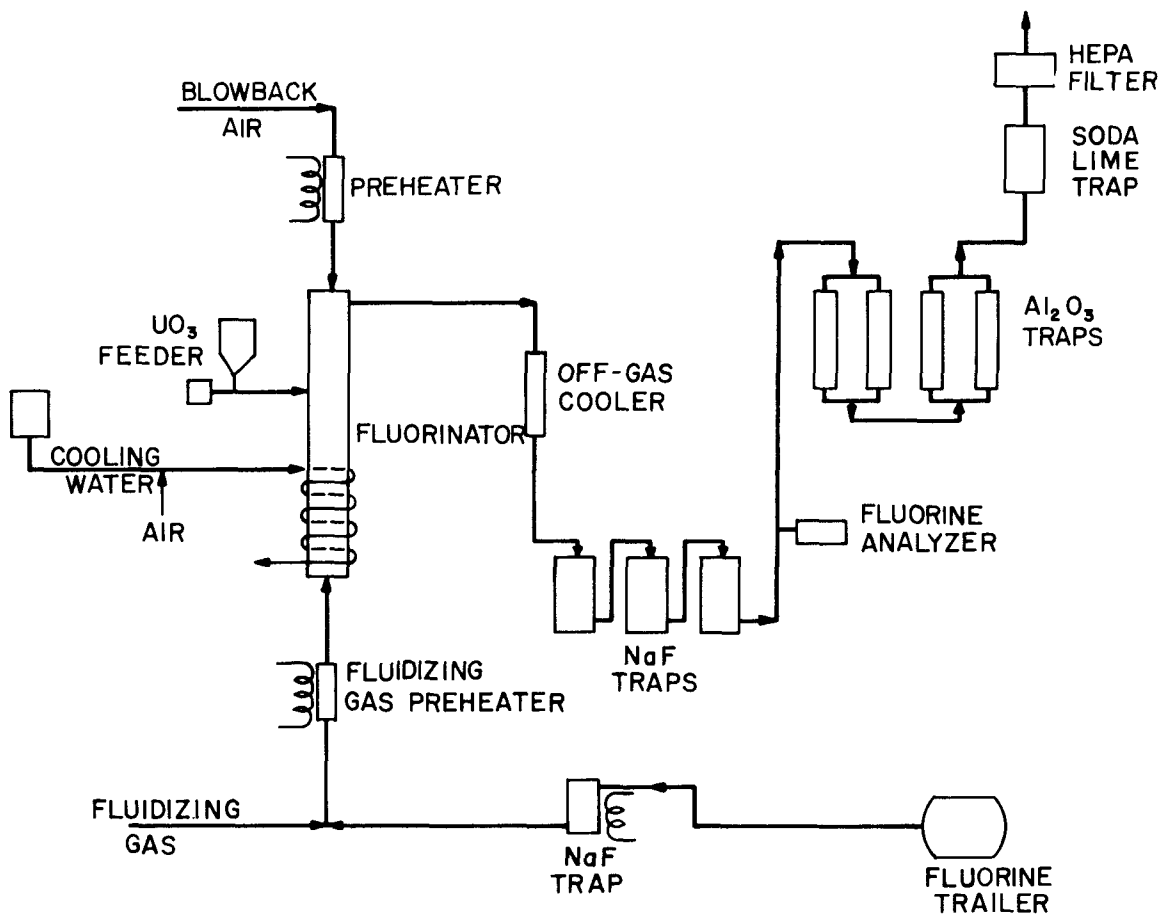 HEPA
FILTER
BLOWBACK
AIR
SODA
LIME
TRAP
PREHEATER
UO₃
FEEDER
Al₂O₃
TRAPS
OFF-GAS
COOLER
FLUORINATOR
COOLING
WATER
AIR
FLUORINE
ANALYZER
NaF
TRAPS
FLUIDIZING
GAS PREHEATER
FLUIDIZING
GAS
NaF
TRAP
FLUORINE
TRAILER